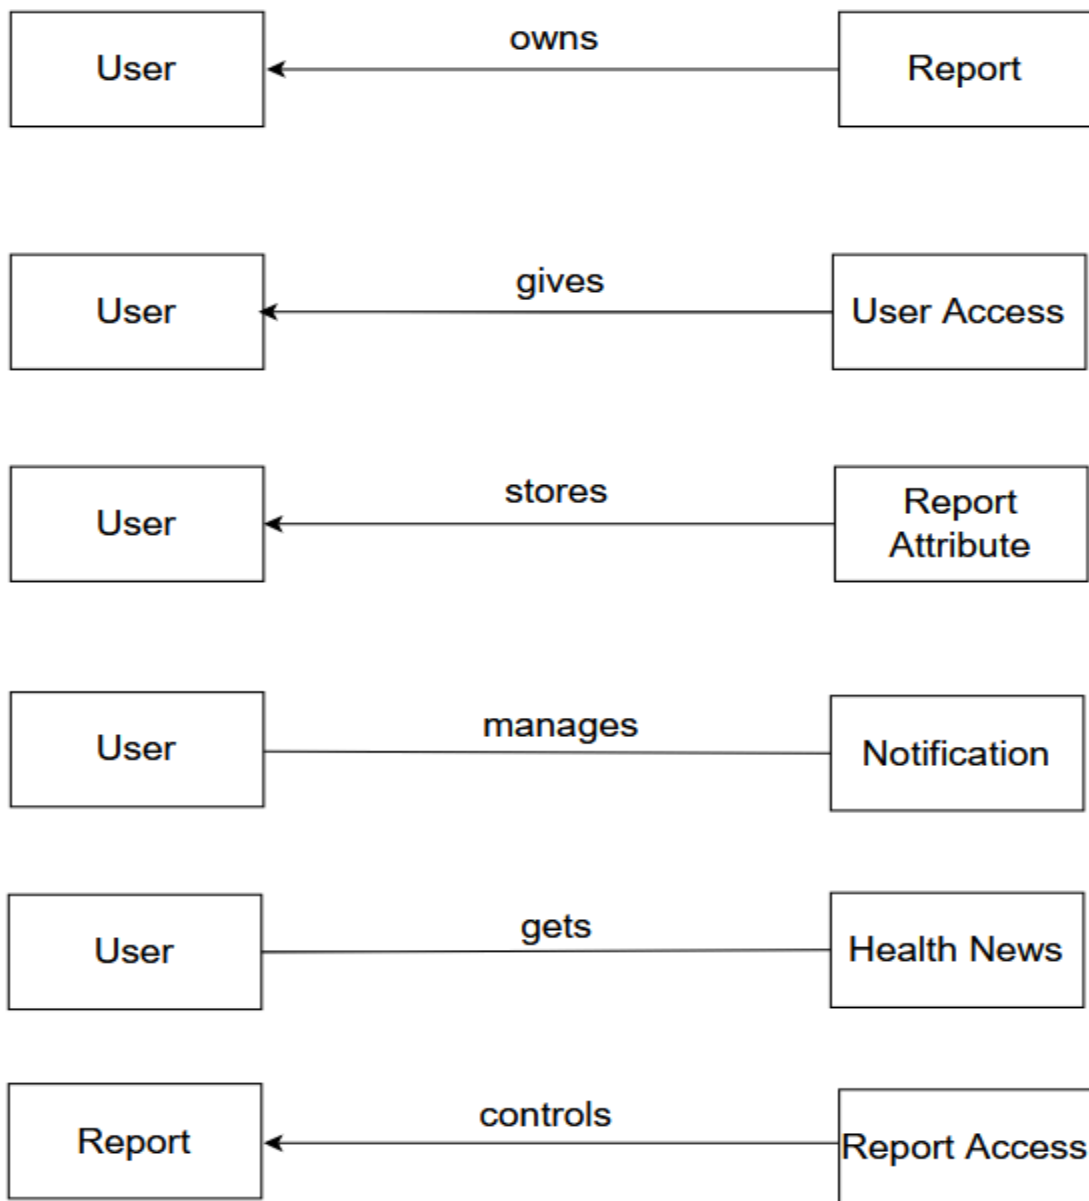 owns
User
Report
gives
User
User Access
stores
User
Report
Attribute
manages
User
Notification
gets
User
Health News
controls
Report
Report Access